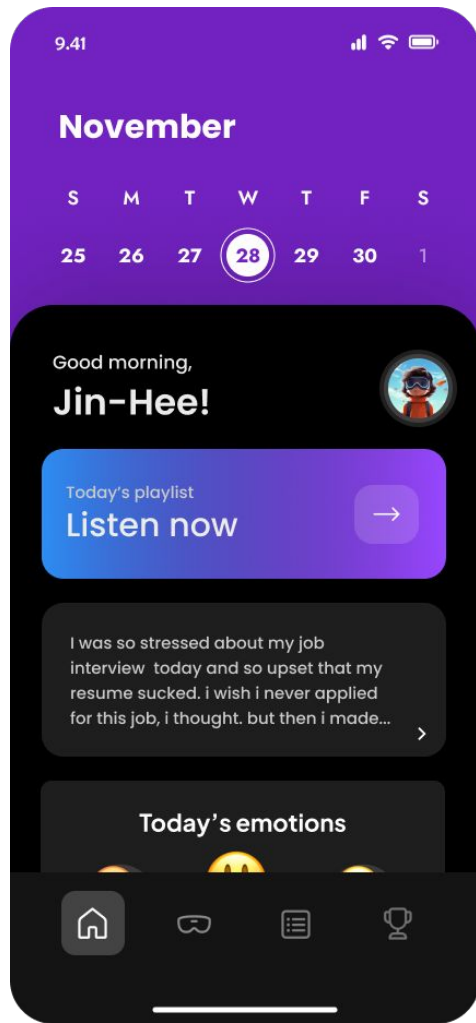 9.41
November
S M T W T F S
25 26 27 28 29 30 1
Good morning,
Jin-Hee!
Today's playlist
Listen now
I was so stressed about my job
interview today and so upset that my
resume sucked. i wish i never applied
for this job, i thought. but then i made...
Today's emotions